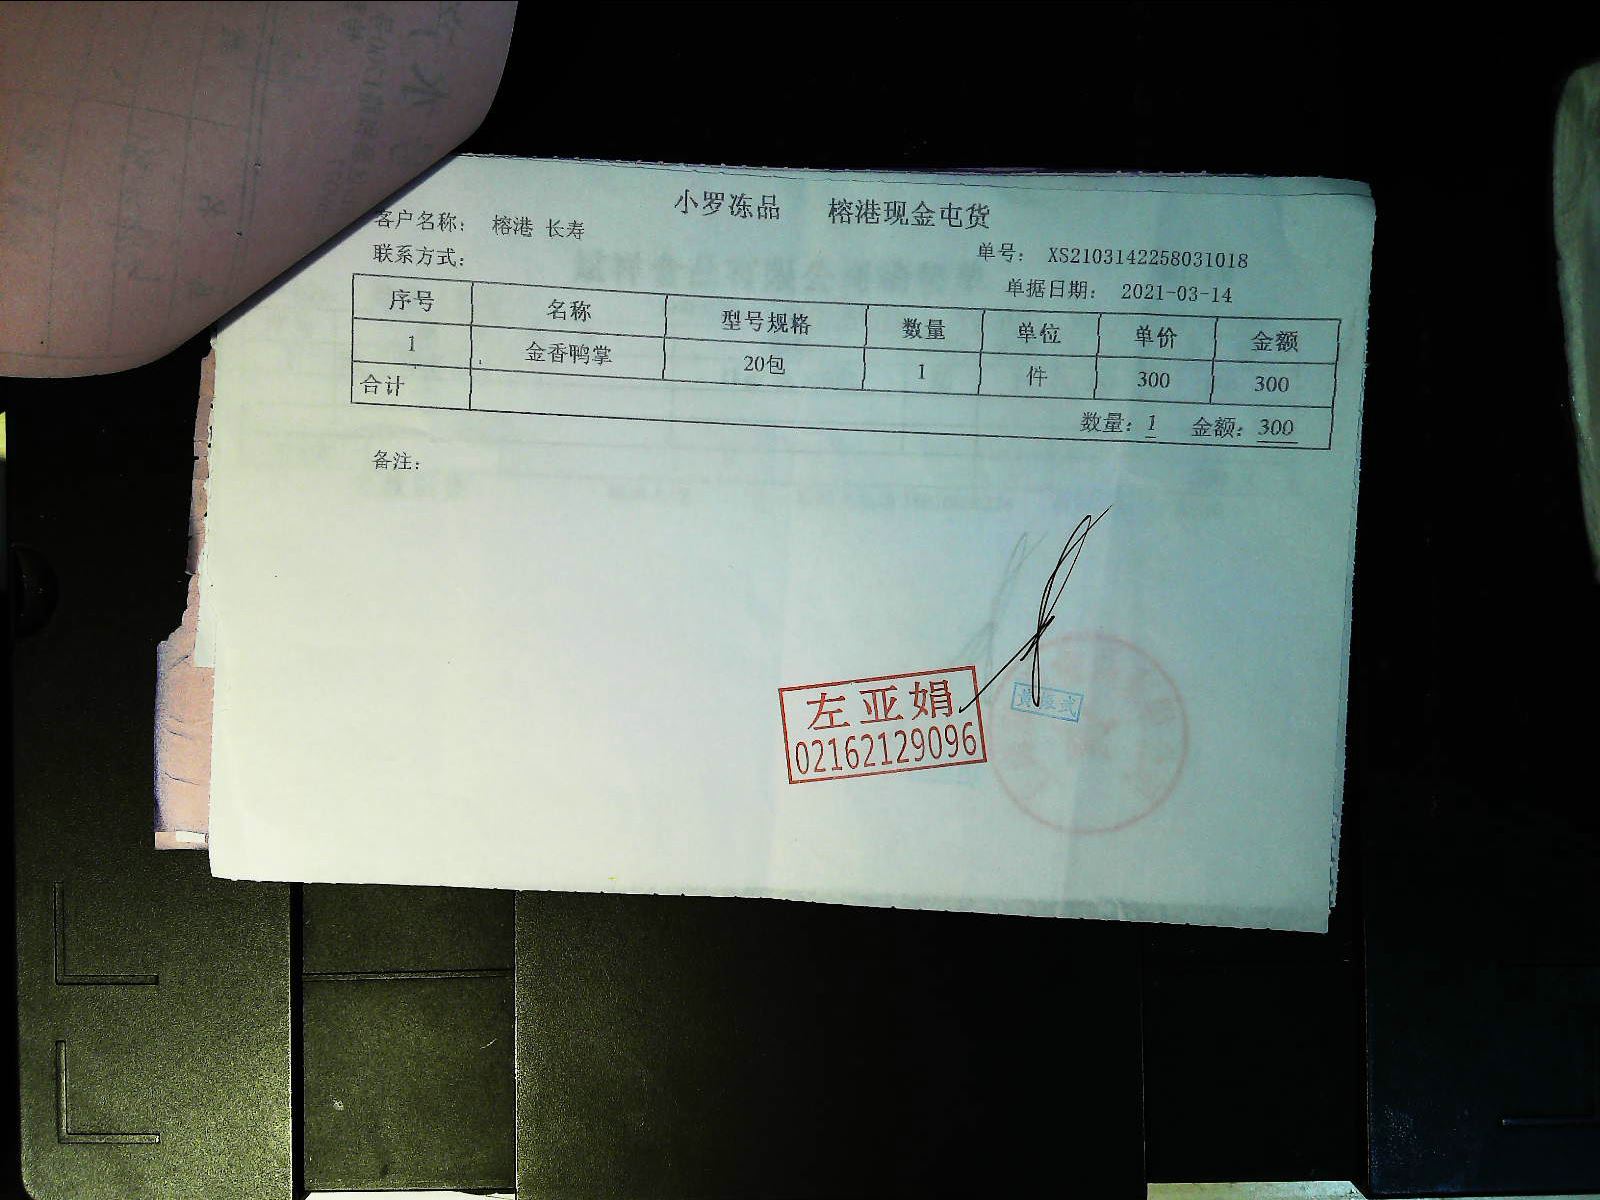 小罗冻品 榕港现金屯货
客户名称： 榕港 长寿
单号： XS2103142258031018
联系方式：
单据日期： 2021-03-14
序号 名称 型号规格 数量 单位 单价 金额
1 金香鸭掌 20包 1 件 300 300
合计
数量：1 金额：300
备注：
左亚娟
02162129096